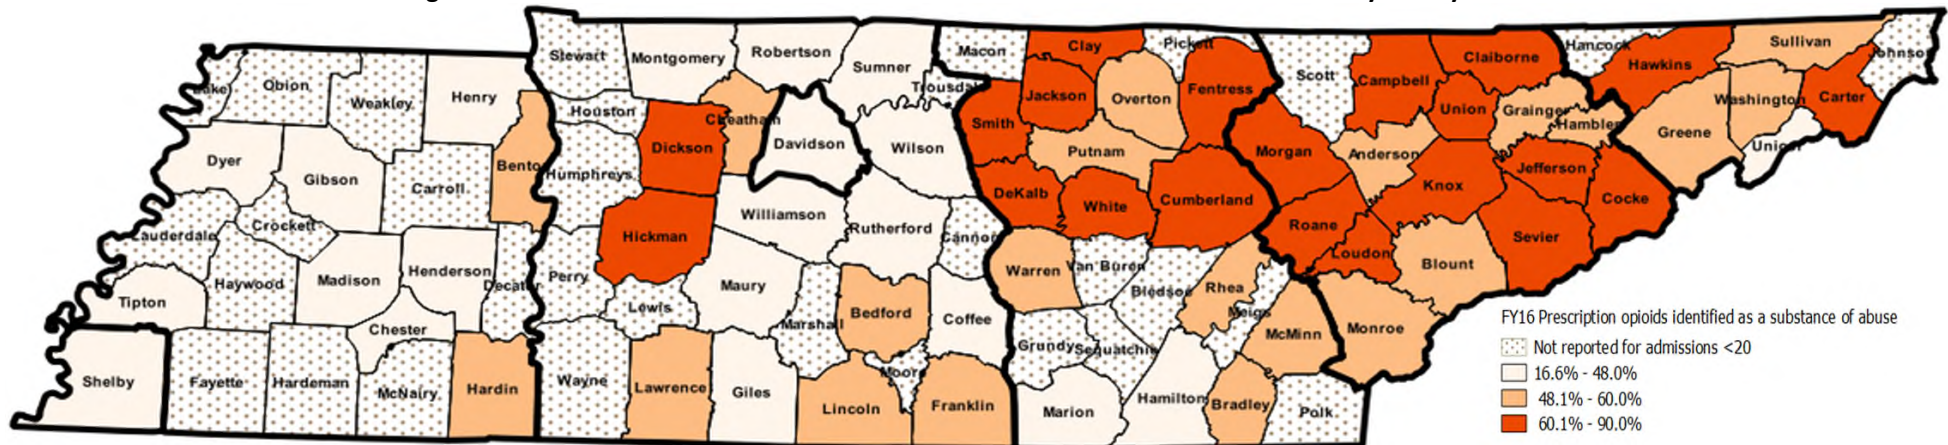 Stewart
Montgomery
Robertson
Sumner
Macon
Clay
Pickett
Scott
Campbell
Claiborne
Hancock
Hawkins
Sullivan
Johnson
Lake
Obion
Weakley
Henry
Houston
Trousdale
Jackson
Overton
Fentress
Union
Grainger
Hamblen
Washington
Carter
Benton
Dickson
Cheatham
Davidson
Wilson
Smith
Putnam
Morgan
Anderson
Greene
Unicoi
Dyer
Gibson
Carroll
Humphreys
DeKalb
White
Cumberland
Knox
Jefferson
Cocke
Lauderdale
Crockett
Hickman
Williamson
Rutherford
Cannon
Roane
Loudon
Sevier
Haywood
Madison
Henderson
Decatur
Perry
Maury
Warren
Van Buren
Bledsoe
Rhea
Blount
Tipton
Chester
Lewis
Marshall
Bedford
Coffee
Meigs
McMinn
Monroe
Grundy
Sequatchie
Shelby
Fayette
Hardeman
McNairy
Hardin
Wayne
Lawrence
Giles
Lincoln
Moore
Franklin
Marion
Hamilton
Bradley
Polk
FY16 Prescription opioids identified as a substance of abuse
Not reported for admissions <20
16.6% - 48.0%
48.1% - 60.0%
60.1% - 90.0%